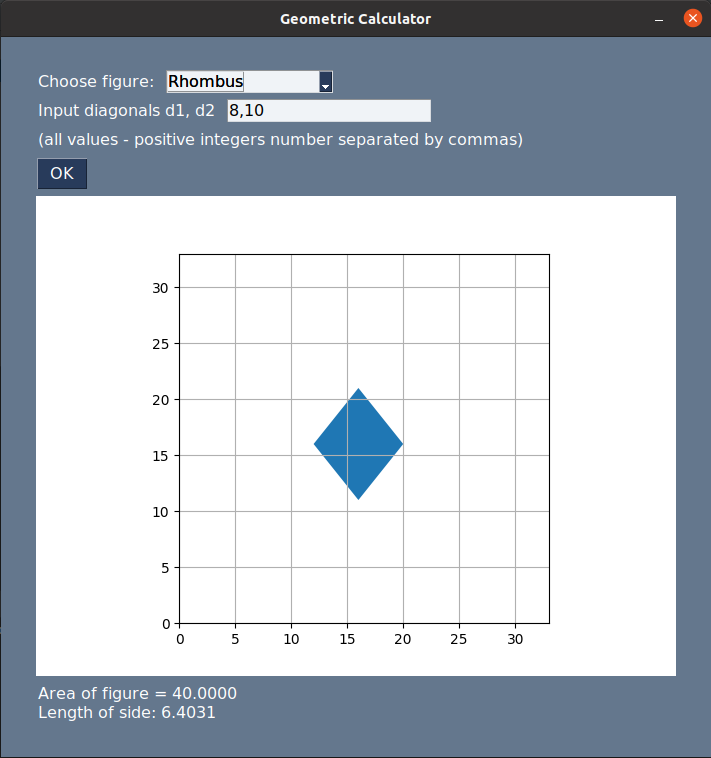 Geometric Calculator
Choose figure: Rhombus
Input diagonals d1, d2 8,10
(all values - positive integers number separated by commas)
OK
30
25
20
15
10
5
0
0 5 10 15 20 25 30
Area of figure = 40.0000
Length of side: 6.4031